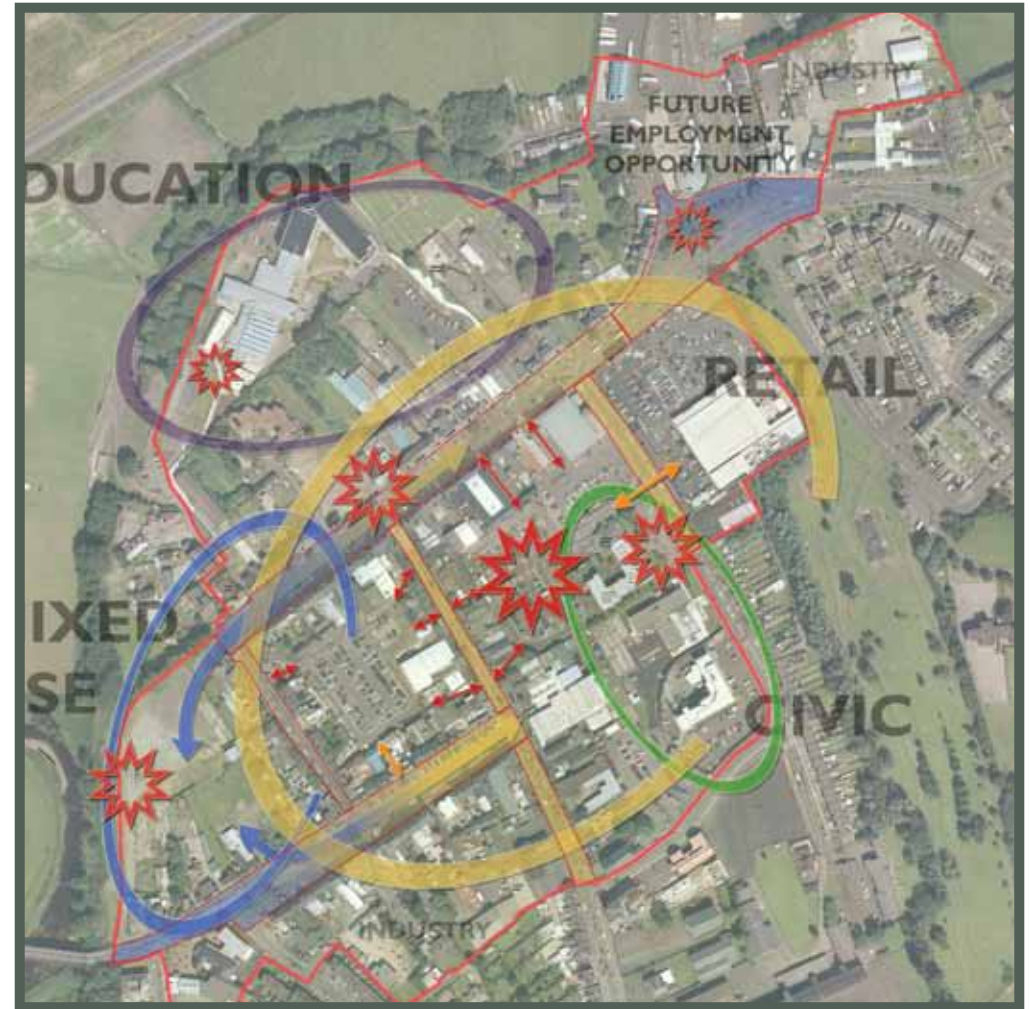 INDUSTRY
FUTURE
EMPLOYMENT
OPPORTUNITY
DUCATION
RETAIL
IXED
SE
CIVIC
INDUSTRY